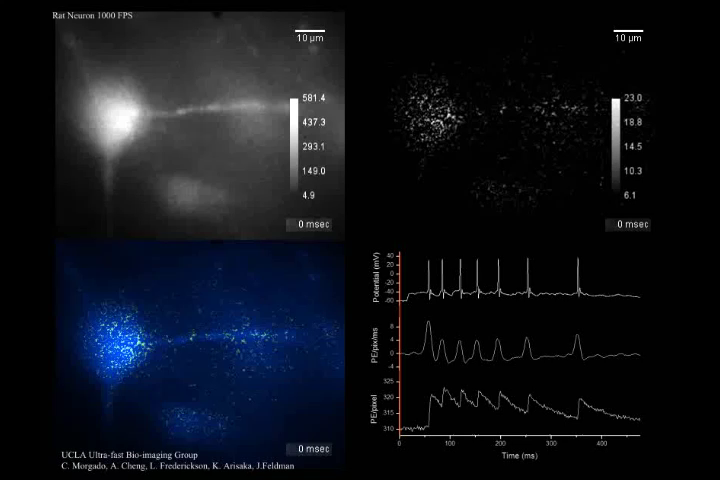 Rat Neuron 1000 FPS
10 µm
581.4
437.3
293.1
149.0
4.9
0 msec
10 µm
23.0
18.8
14.5
10.3
6.1
0 msec
UCLA Ultra-fast Bio-imaging Group
C. Morgado, A. Cheng, L. Frederickson, K. Arisaka, J.Feldman
0 msec
Potential (mV)
40
20
0
-20
-40
-60
PE/pix/ms
8
4
0
-4
PE/pixel
325
320
315
310
0 100 200 300 400
Time (ms)